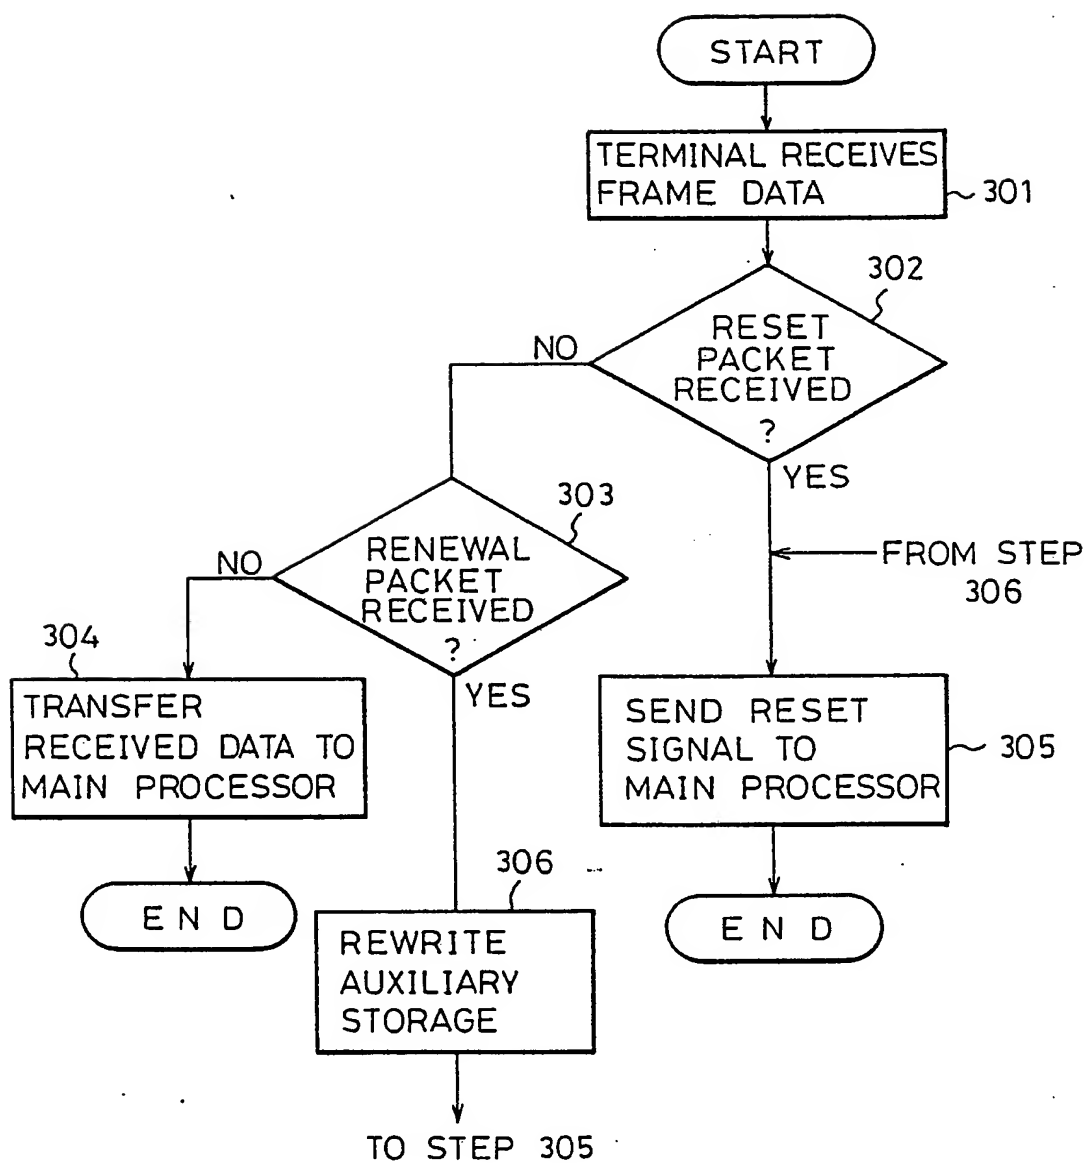 START
TERMINAL RECEIVES
FRAME DATA
301
302
RESET
PACKET
RECEIVED
?
NO
YES
303
RENEWAL
PACKET
RECEIVED
?
NO
YES
FROM STEP
306
304
TRANSFER
RECEIVED DATA TO
MAIN PROCESSOR
SEND RESET
SIGNAL TO
MAIN PROCESSOR
305
END
306
REWRITE
AUXILIARY
STORAGE
END
TO STEP 305